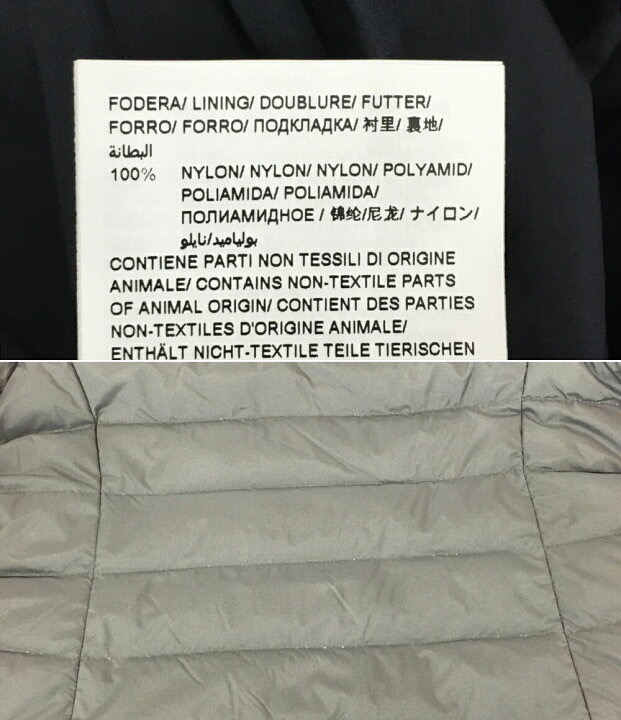 FODERA/ LINING/ DOUBLURE/ FUTTER/
FORRO/ FORRO/ ПОДКЛАДКА/ 衬里/ 裏地/
البطانة
100% NYLON/ NYLON/ NYLON/ POLYAMID/
POLIAMIDA/ POLIAMIDA/
ПОЛИАМИДНОЕ / 锦纶/尼龙/ ナイロン/
بولياميد/نايلو
CONTIENE PARTI NON TESSILI DI ORIGINE
ANIMALE/ CONTAINS NON-TEXTILE PARTS
OF ANIMAL ORIGIN/ CONTIENT DES PARTIES
NON-TEXTILES D'ORIGINE ANIMALE/
ENTHÄLT NICHT-TEXTILE TEILE TIERISCHEN